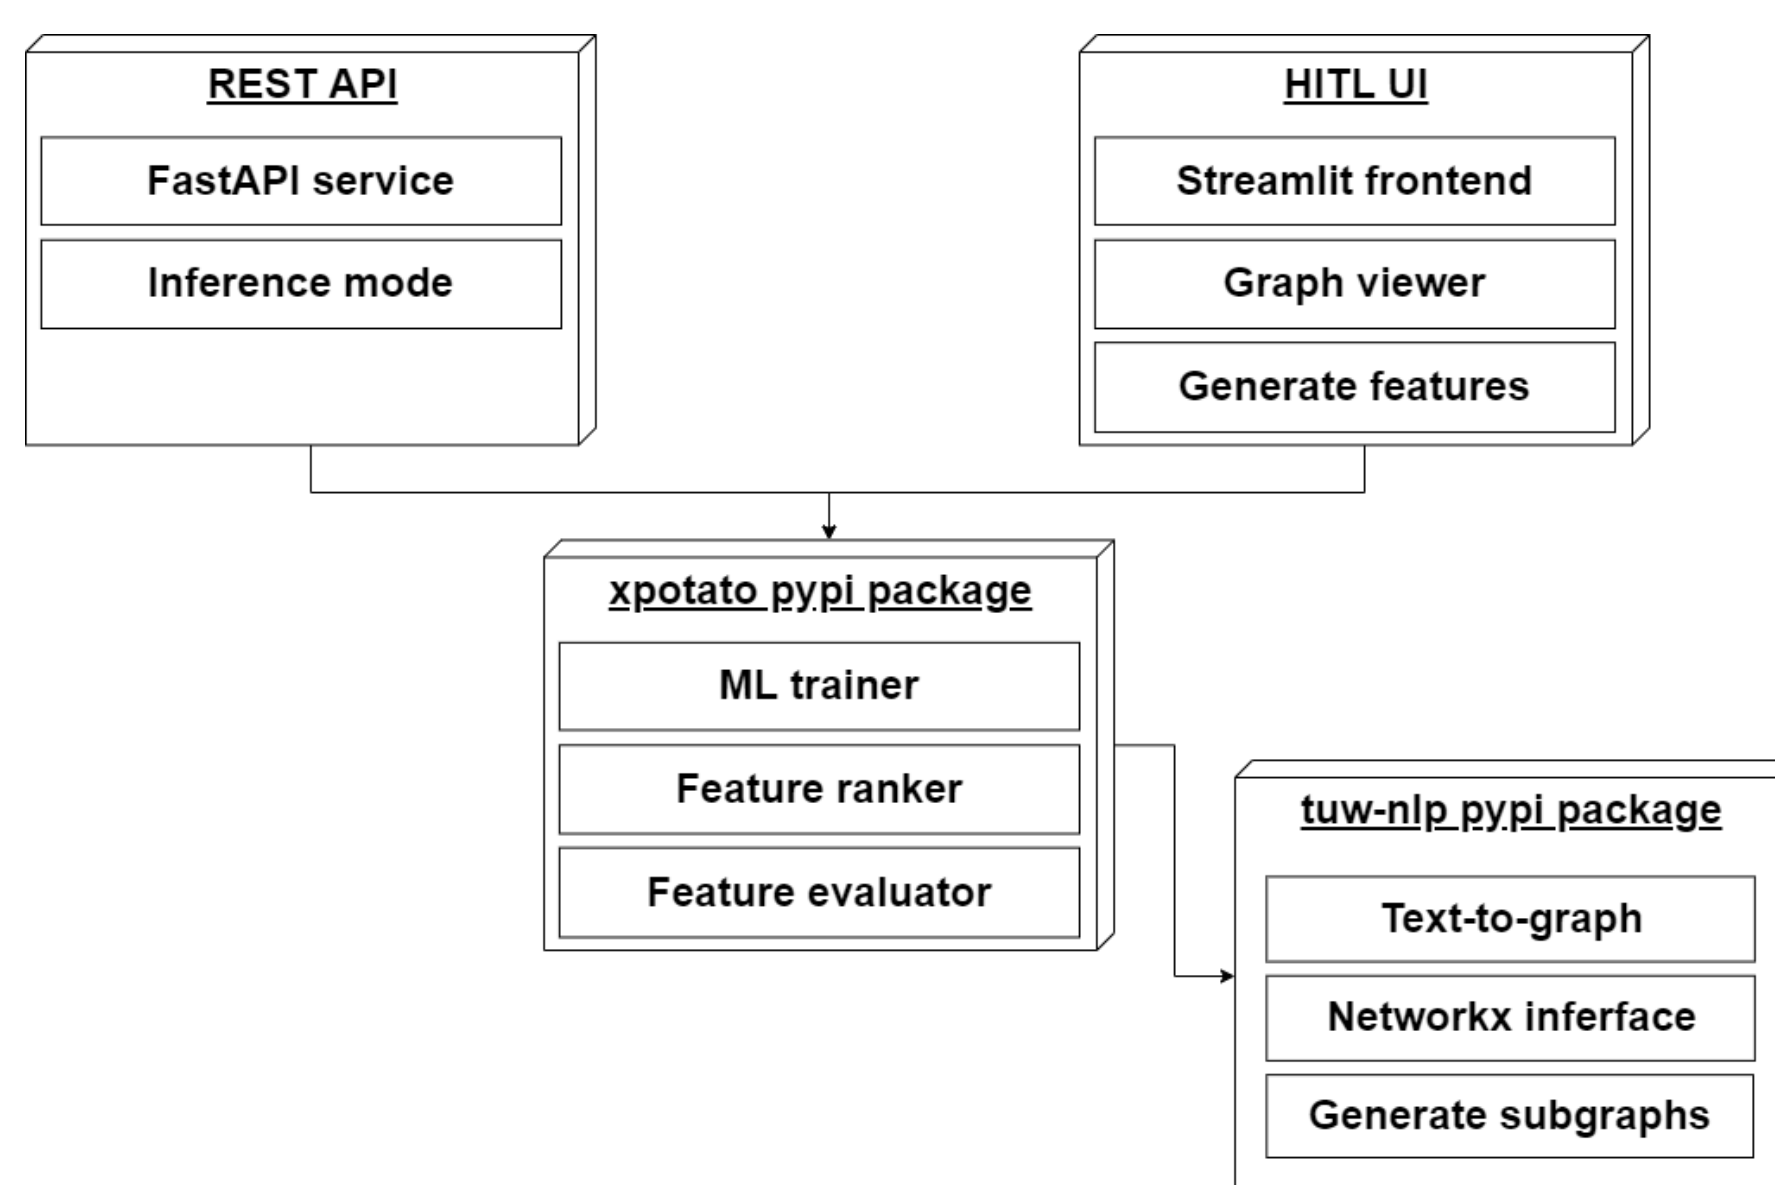 REST API
FastAPI service
Inference mode
HITL UI
Streamlit frontend
Graph viewer
Generate features
xpotato pypi package
ML trainer
Feature ranker
Feature evaluator
tuw-nlp pypi package
Text-to-graph
Networkx inferface
Generate subgraphs